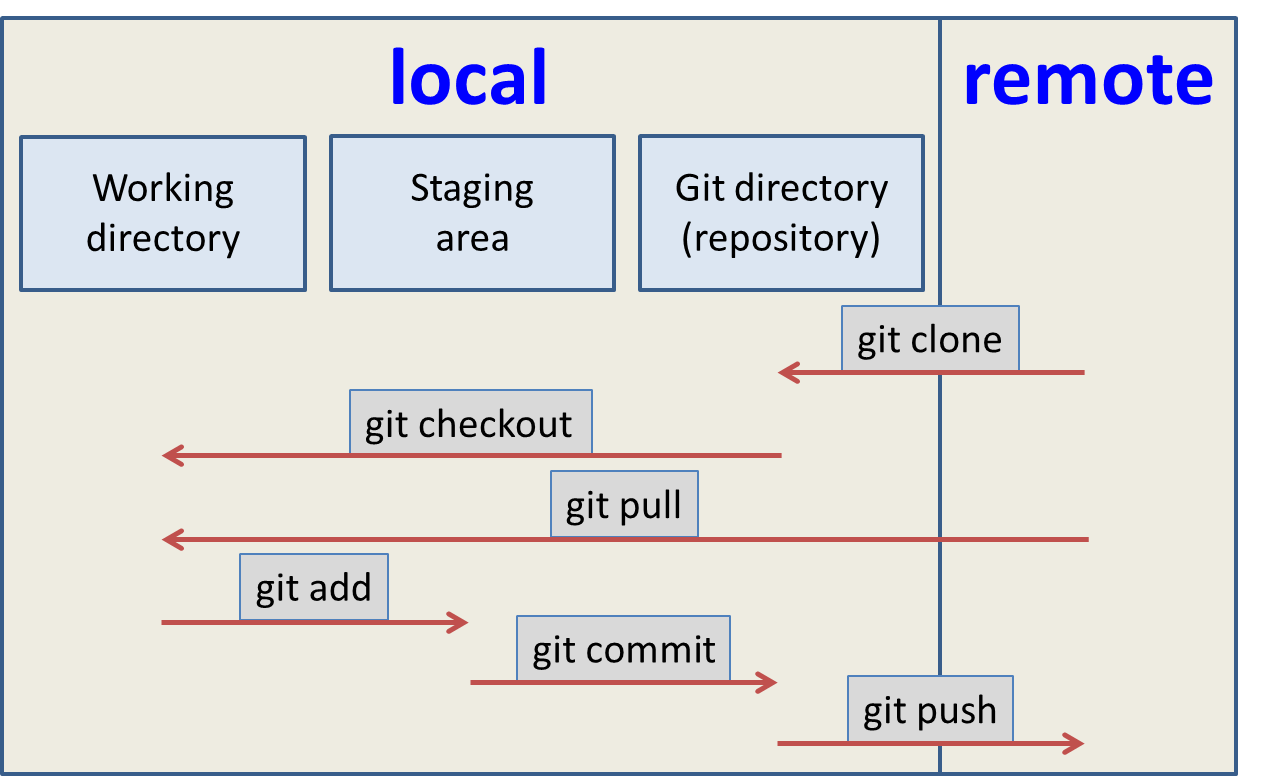 local
remote
Working
directory
Staging
area
Git directory
(repository)
git clone
git checkout
git pull
git add
git commit
git push